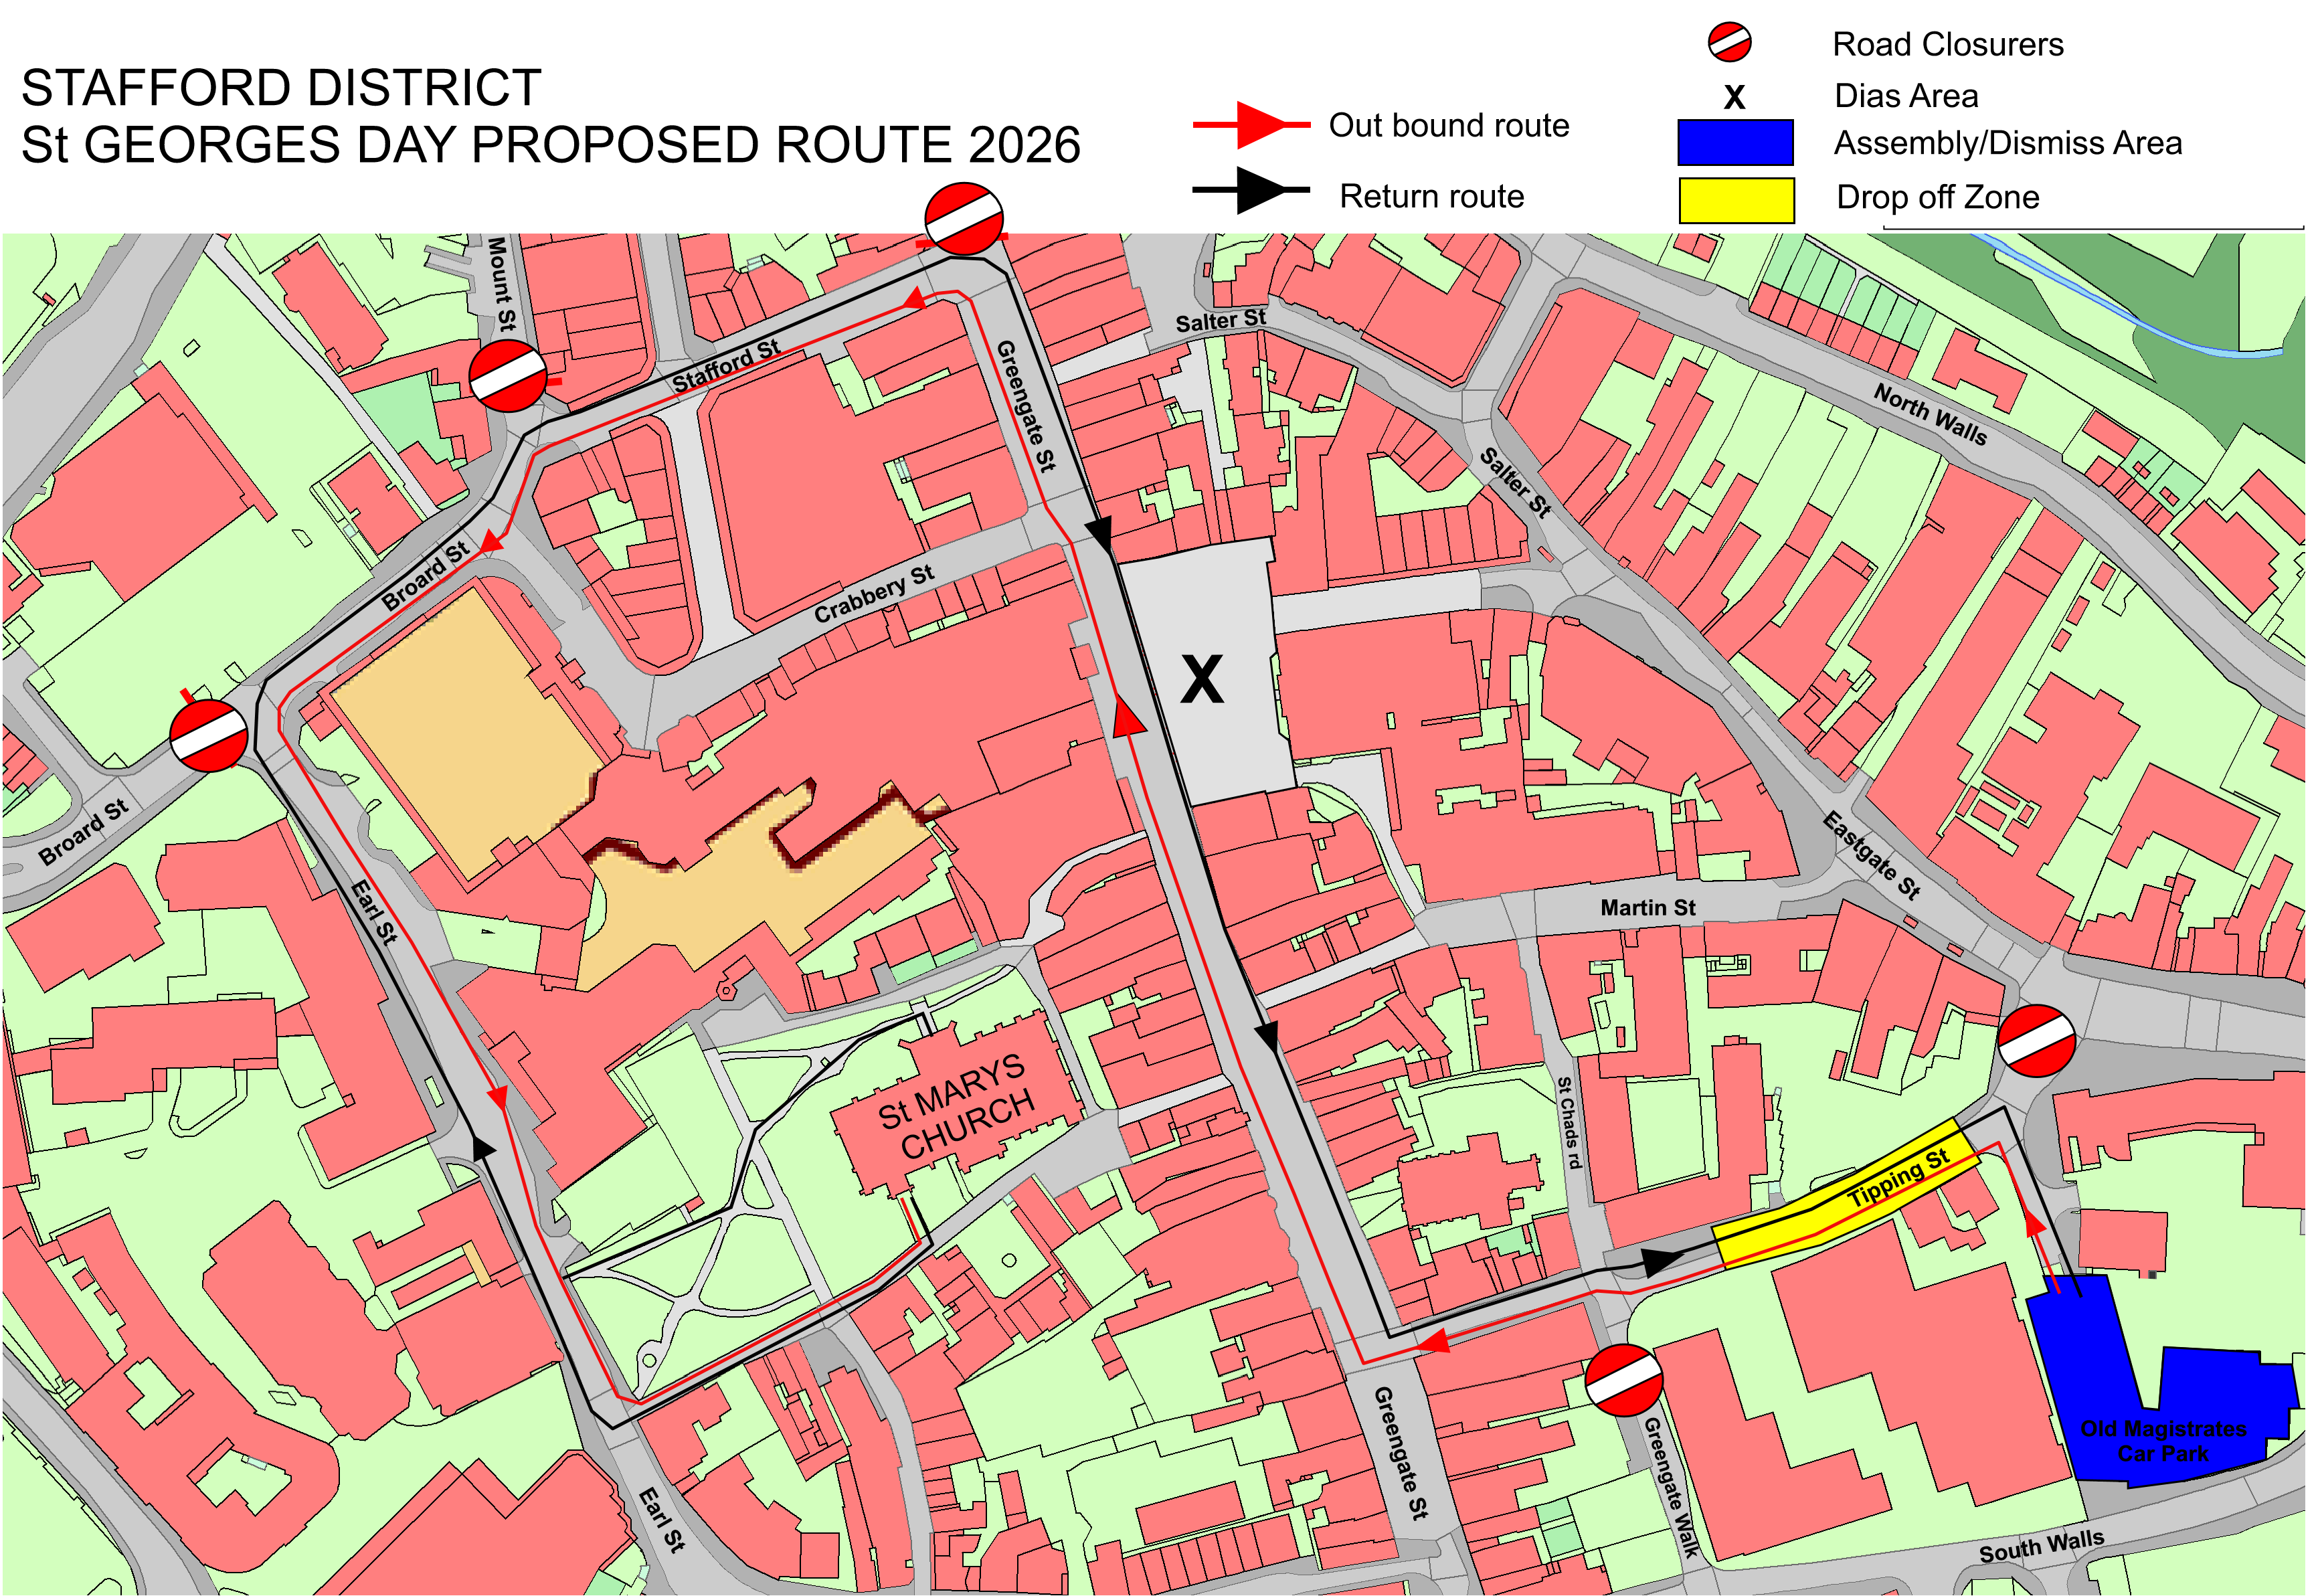 STAFFORD DISTRICT
St GEORGES DAY PROPOSED ROUTE 2026
Out bound route
Return route
Road Closurers
X
Dias Area
Assembly/Dismiss Area
Drop off Zone
Mount St
Stafford St
Greengate St
Salter St
North Walls
Salter St
Broard St
Crabbery St
X
Broard St
Earl St
Eastgate St
Martin St
St MARYS
CHURCH
St Chads rd
Tipping St
Old Magistrates
Car Park
Greengate St
Greengate Walk
Earl St
South Walls